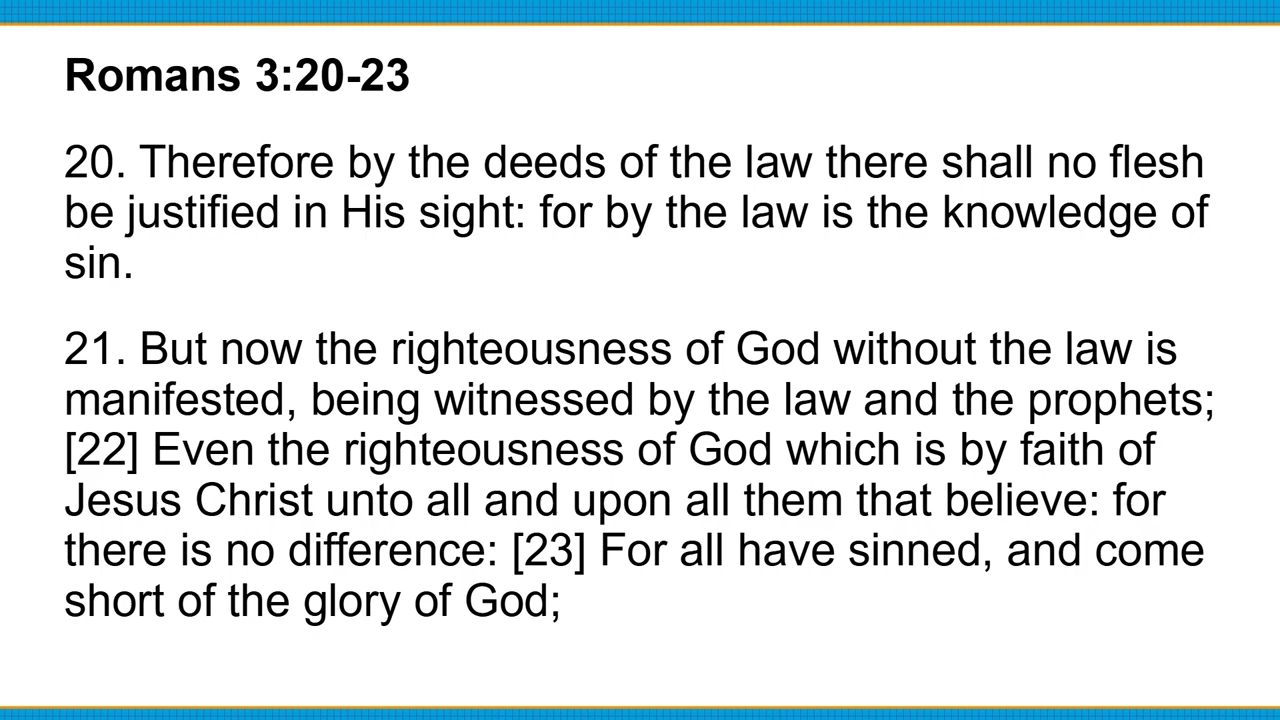 Romans 3:20-23
20. Therefore by the deeds of the law there shall no flesh
be justified in His sight: for by the law is the knowledge of
sin.
21. But now the righteousness of God without the law is
manifested, being witnessed by the law and the prophets;
[22] Even the righteousness of God which is by faith of
Jesus Christ unto all and upon all them that believe: for
there is no difference: [23] For all have sinned, and come
short of the glory of God;